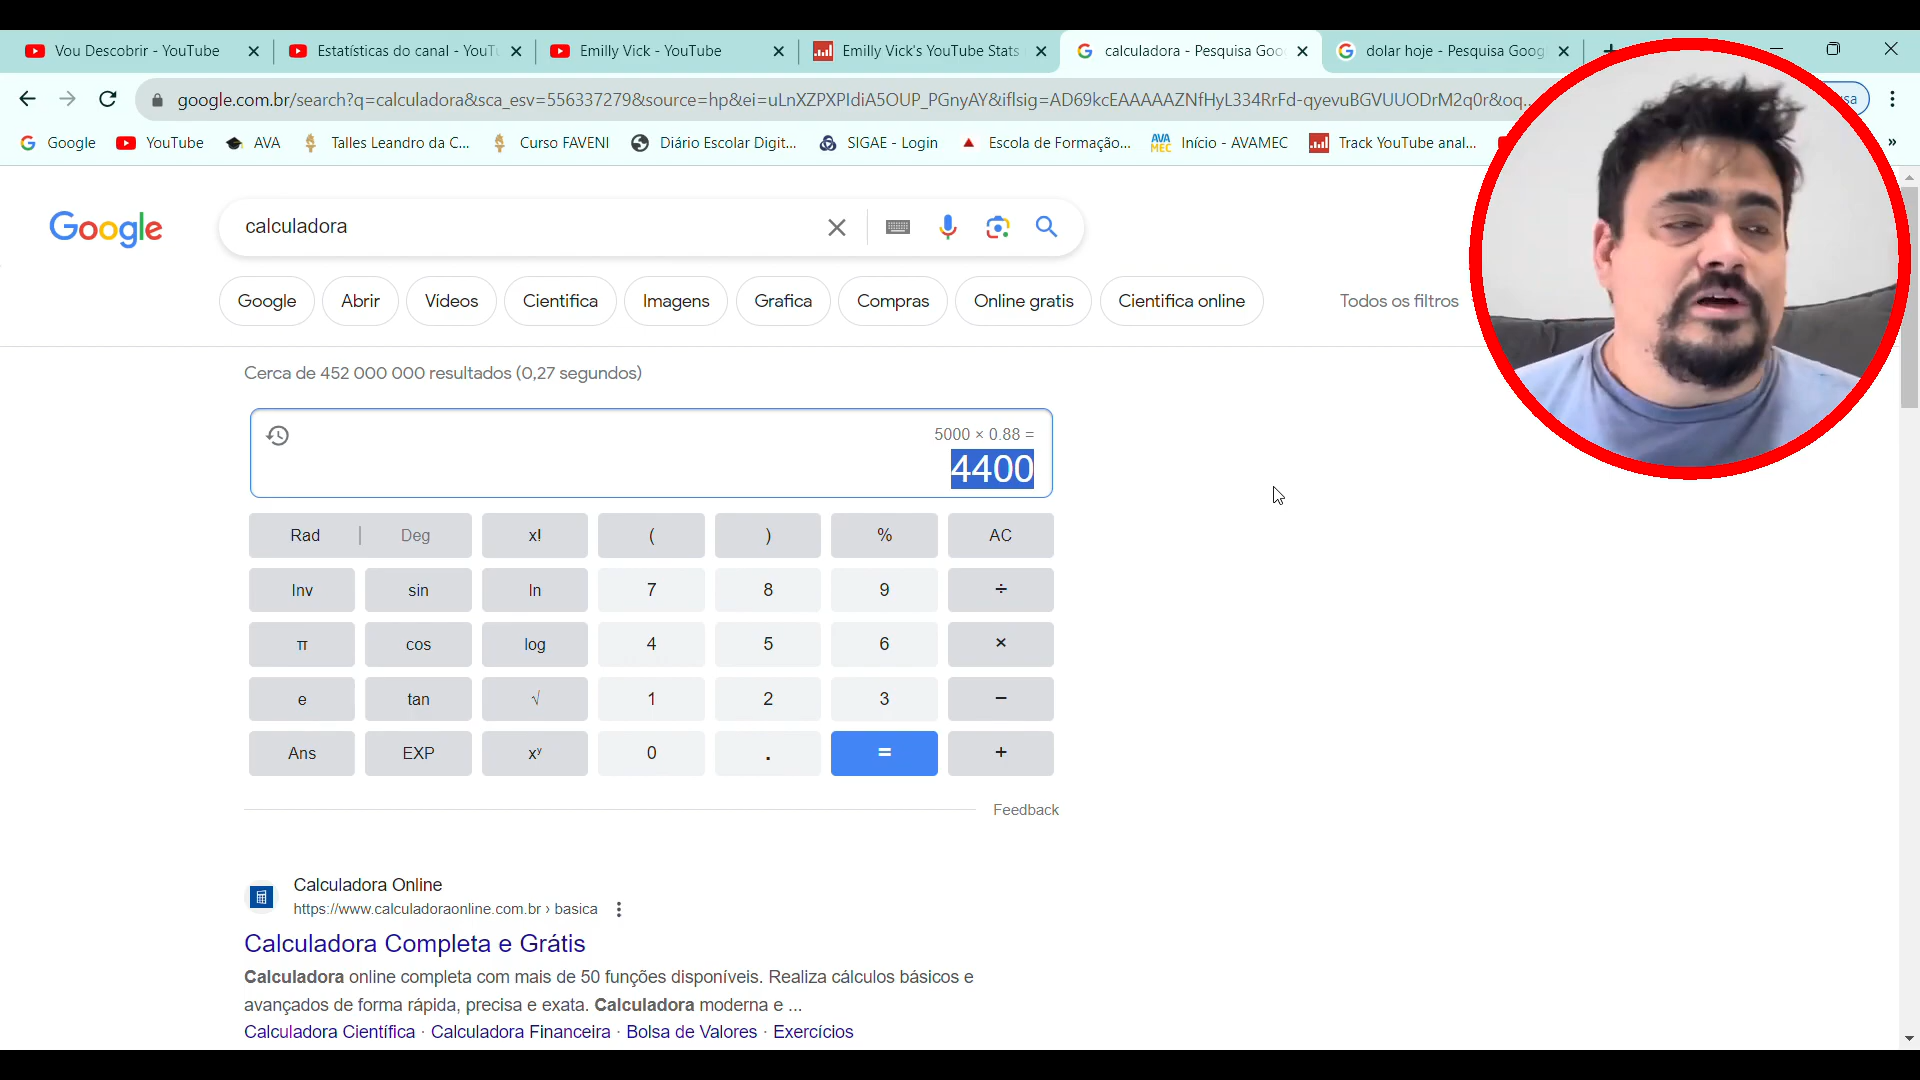 Vou Descobrir - YouTube
Estatísticas do canal - YouTu
Emilly Vick - YouTube
Emilly Vick's YouTube Stats
calculadora - Pesquisa Goo
dolar hoje - Pesquisa Googl
google.com.br/search?q=calculadora&sca_esv=556337279&source=hp&ei=uLnXZPXPIdiA5OUP_PGnyAY&iflsig=AD69kcEAAAAAZNfHyL334RrFd-qyevuBGVUUODrM2q0r&oq...
Google
YouTube
AVA
Talles Leandro da C...
Curso FAVENI
Diário Escolar Digit...
SIGAE - Login
Escola de Formação...
AVA MEC
Início - AVAMEC
Track YouTube anal...
»
Google
calculadora
Google
Abrir
Vídeos
Cientifica
Imagens
Grafica
Compras
Online gratis
Cientifica online
Todos os filtros
Cerca de 452 000 000 resultados (0,27 segundos)
5000 × 0.88 =
4400
Rad | Deg x! ( ) % AC
Inv sin ln 7 8 9 ÷
π cos log 4 5 6 ×
e tan √ 1 2 3 −
Ans EXP xʸ 0 . = +
Feedback
Calculadora Online
https://www.calculadoraonline.com.br › basica
Calculadora Completa e Grátis
Calculadora online completa com mais de 50 funções disponíveis. Realiza cálculos básicos e
avançados de forma rápida, precisa e exata. Calculadora moderna e ...
Calculadora Científica · Calculadora Financeira · Bolsa de Valores · Exercícios